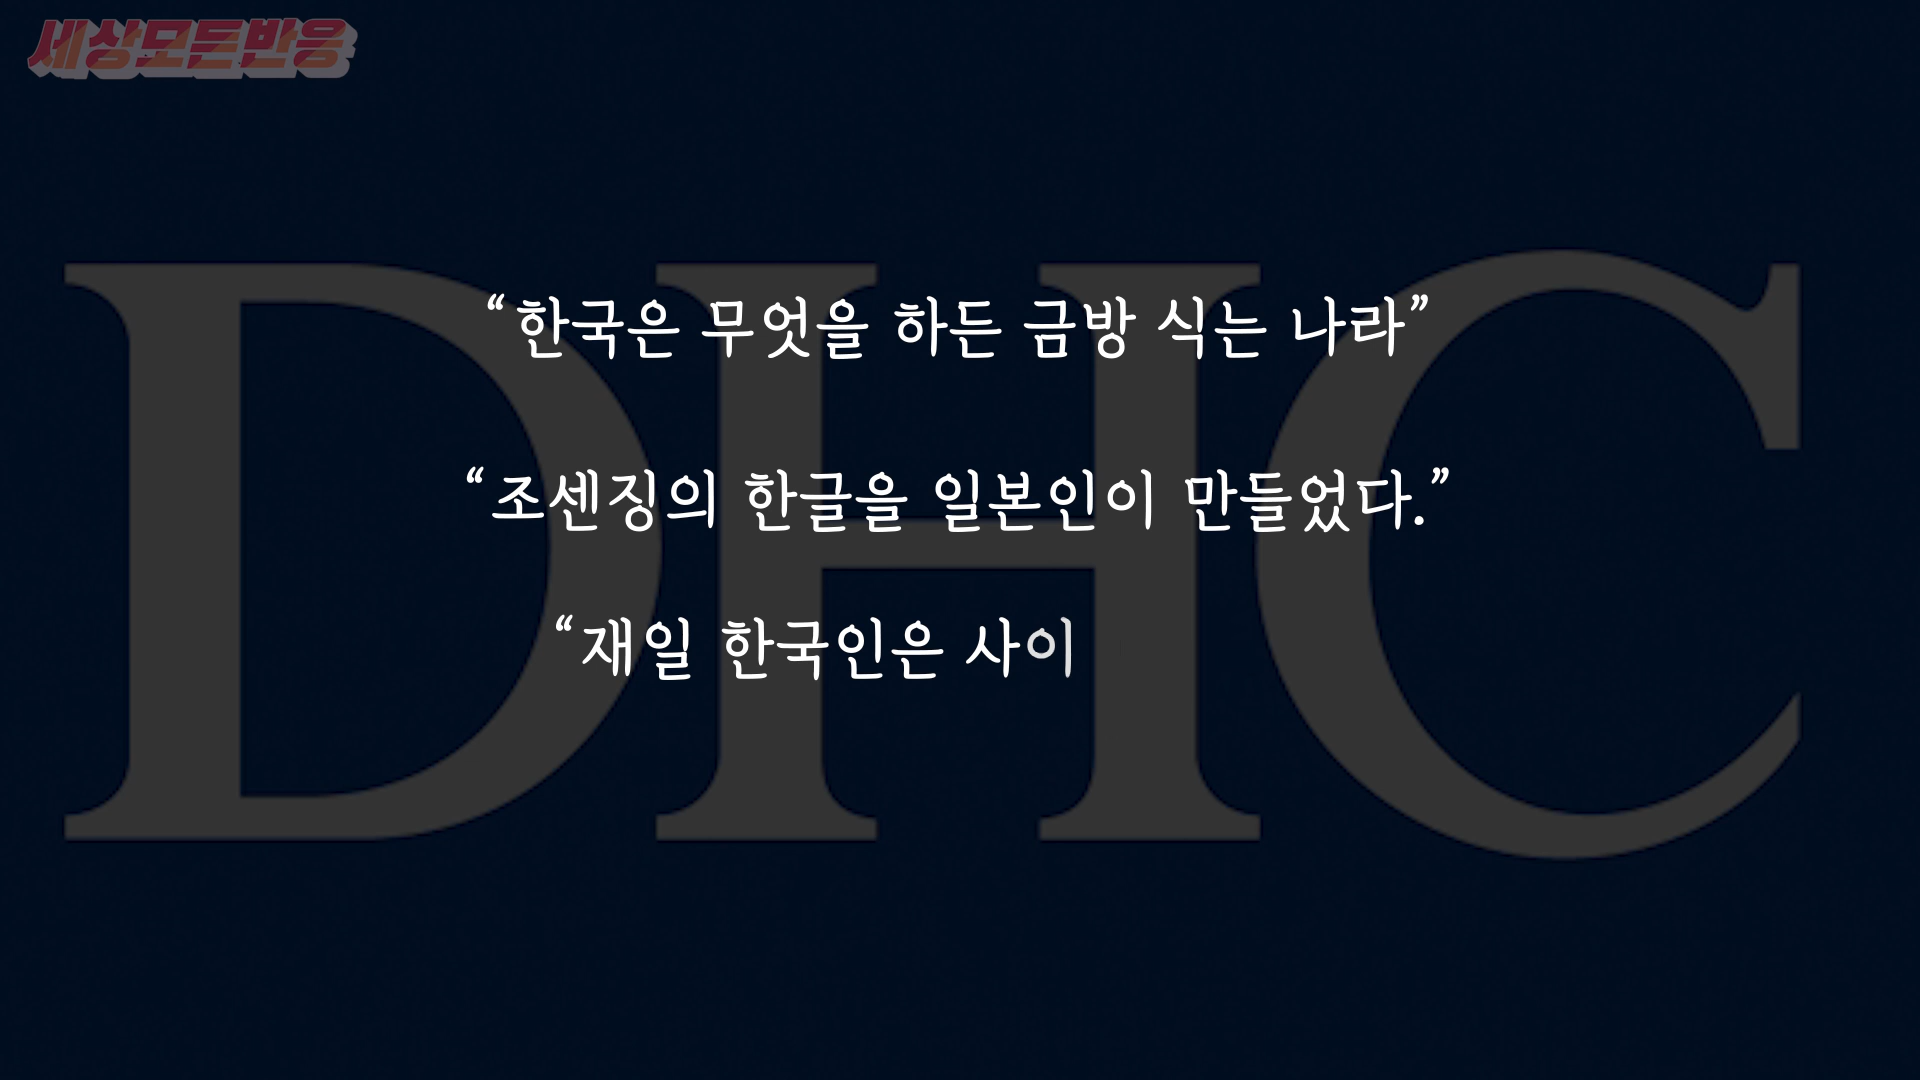 세상모든반응
DHC
“한국은 무엇을 하든 금방 식는 나라”
“조센징의 한글을 일본인이 만들었다.”
“재일 한국인은 사이